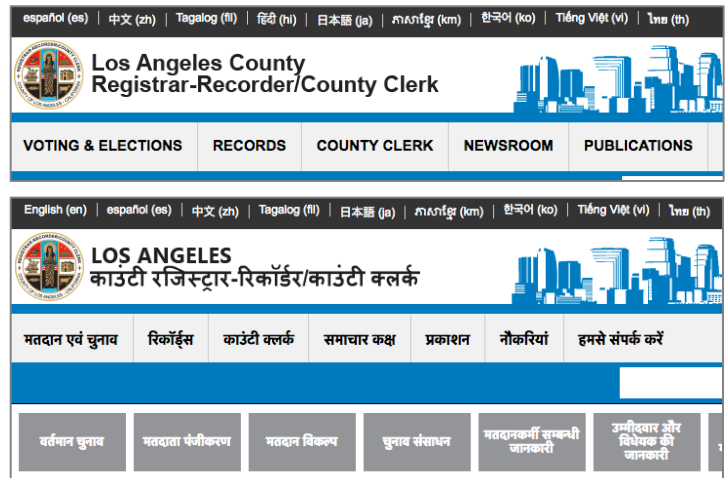 español (es) | 中文 (zh) | Tagalog (fil) | हिंदी (hi) | 日本語 (ja) | ភាសាខ្មែរ (km) | 한국어 (ko) | Tiếng Việt (vi) | ไทย (th)
Los Angeles County
Registrar-Recorder/County Clerk
VOTING & ELECTIONS RECORDS COUNTY CLERK NEWSROOM PUBLICATIONS
English (en) | español (es) | 中文 (zh) | Tagalog (fil) | 日本語 (ja) | ភាសាខ្មែរ (km) | 한국어 (ko) | Tiếng Việt (vi) | ไทย (th)
LOS ANGELES
काउंटी रजिस्ट्रार-रिकॉर्डर/काउंटी क्लर्क
मतदान एवं चुनाव रिकॉर्ड्स काउंटी क्लर्क समाचार कक्ष प्रकाशन नौकरियां हमसे संपर्क करें
वर्तमान चुनाव मतदाता पंजीकरण मतदान विकल्प चुनाव संसाधन
मतदानकर्मी सम्बन्धी
जानकारी
उम्मीदवार और
विधेयक की
जानकारी